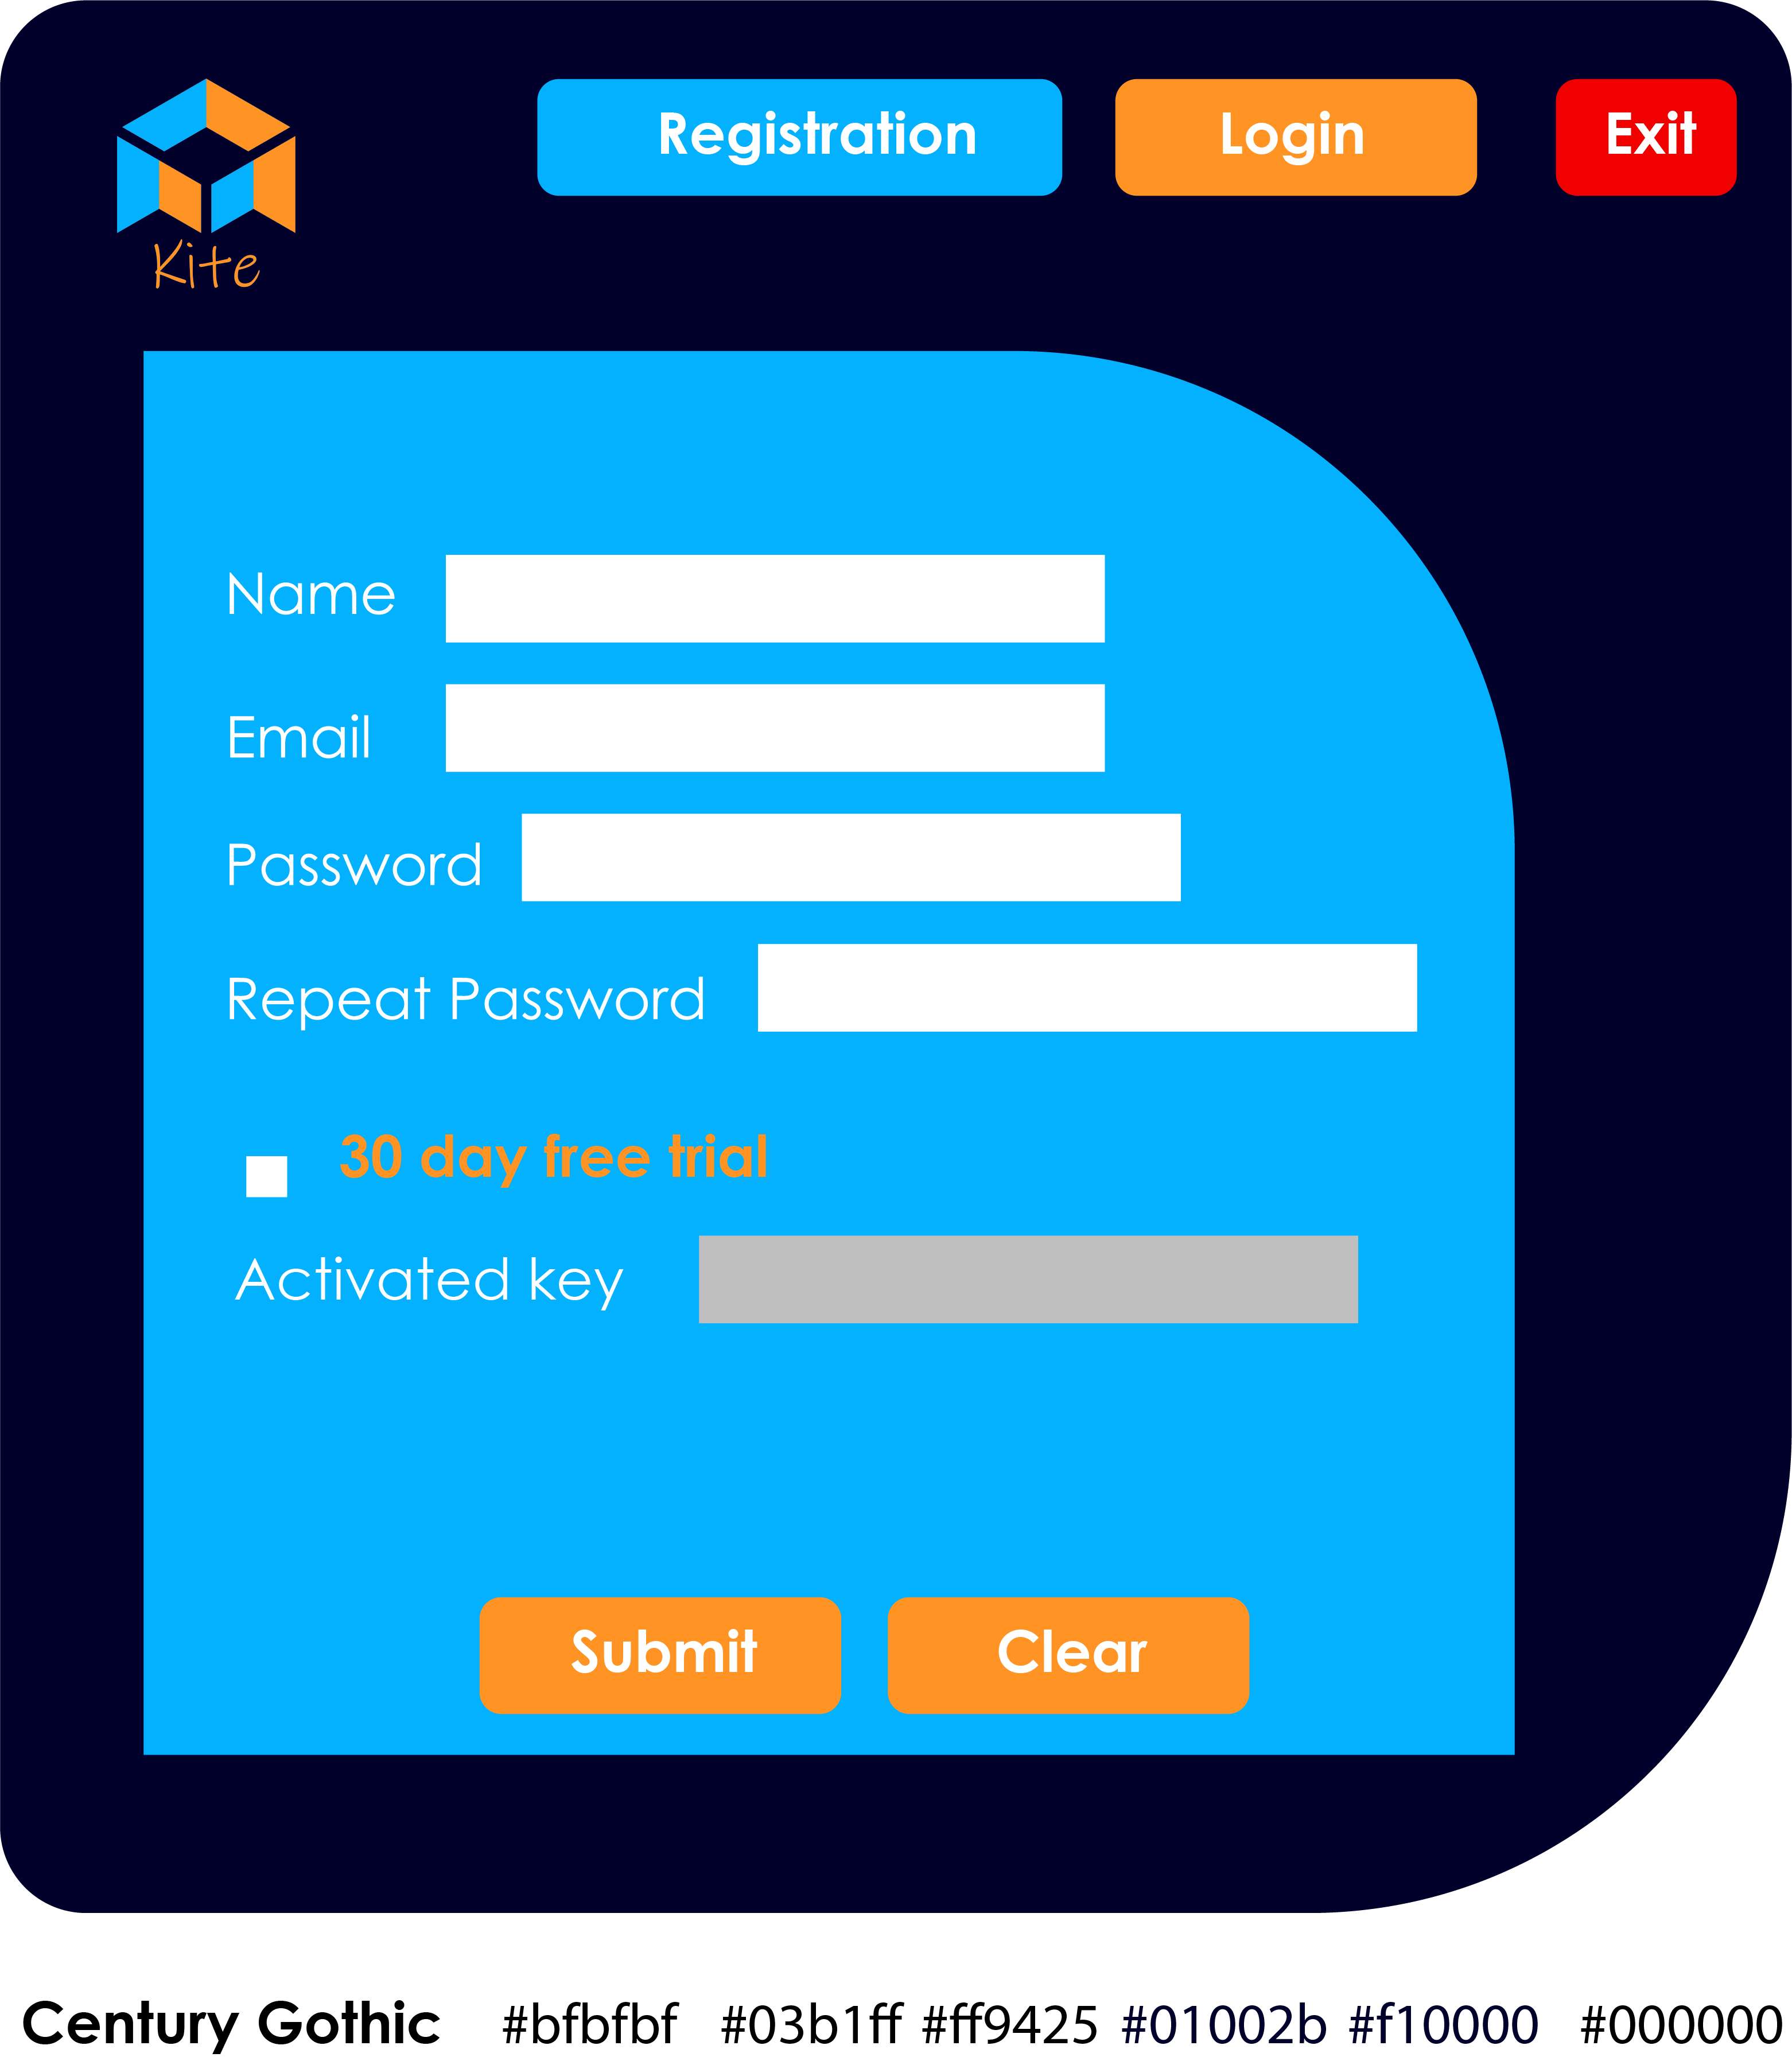 Registration
Login
Exit
Kite
Name
Email
Password
Repeat Password
30 day free trial
Activated key
Submit
Clear
Century Gothic #bfbfbf #03b1ff #ff9425 #01002b #f10000 #000000